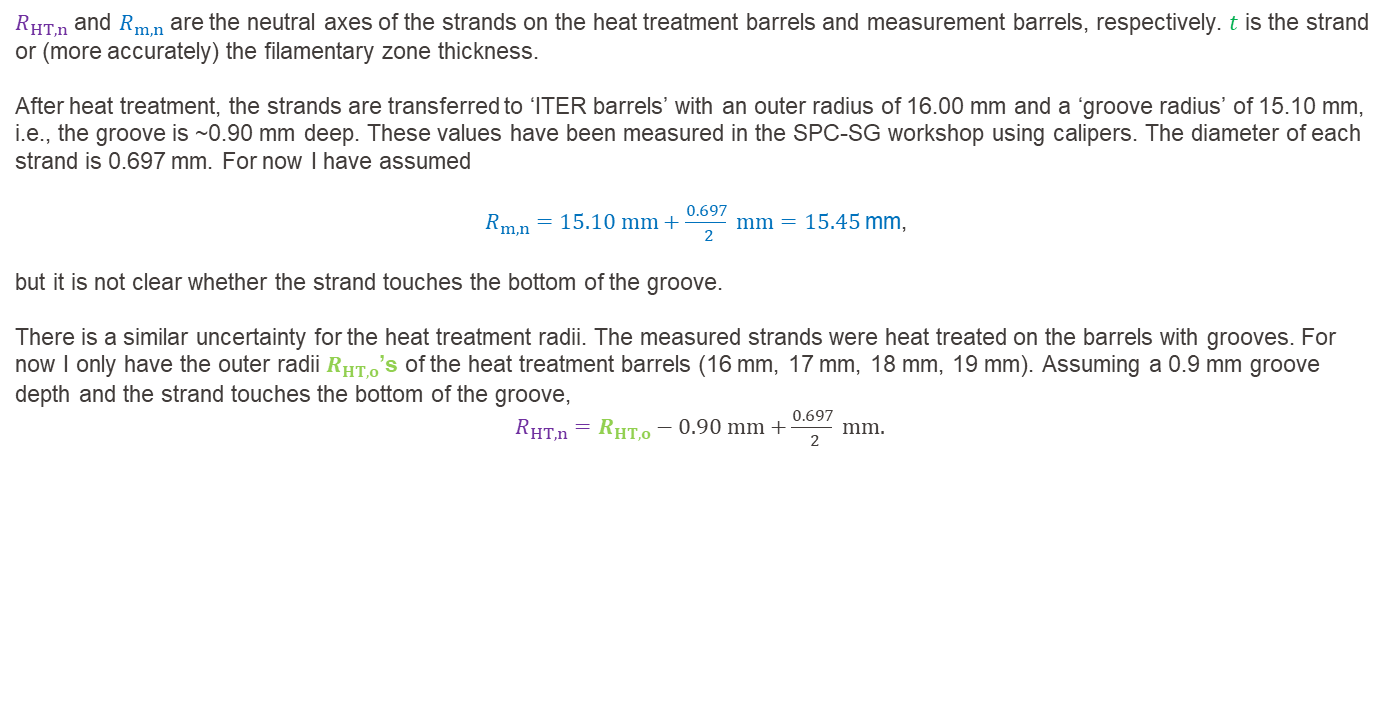 R_HT,n and R_m,n are the neutral axes of the strands on the heat treatment barrels and measurement barrels, respectively. t is the strand
or (more accurately) the filamentary zone thickness.
After heat treatment, the strands are transferred to ‘ITER barrels’ with an outer radius of 16.00 mm and a ‘groove radius’ of 15.10 mm,
i.e., the groove is ~0.90 mm deep. These values have been measured in the SPC-SG workshop using calipers. The diameter of each
strand is 0.697 mm. For now I have assumed
R_m,n = 15.10 mm + 0.697/2 mm = 15.45 mm,
but it is not clear whether the strand touches the bottom of the groove.
There is a similar uncertainty for the heat treatment radii. The measured strands were heat treated on the barrels with grooves. For
now I only have the outer radii R_HT,o’s of the heat treatment barrels (16 mm, 17 mm, 18 mm, 19 mm). Assuming a 0.9 mm groove
depth and the strand touches the bottom of the groove,
R_HT,n = R_HT,o − 0.90 mm + 0.697/2 mm.